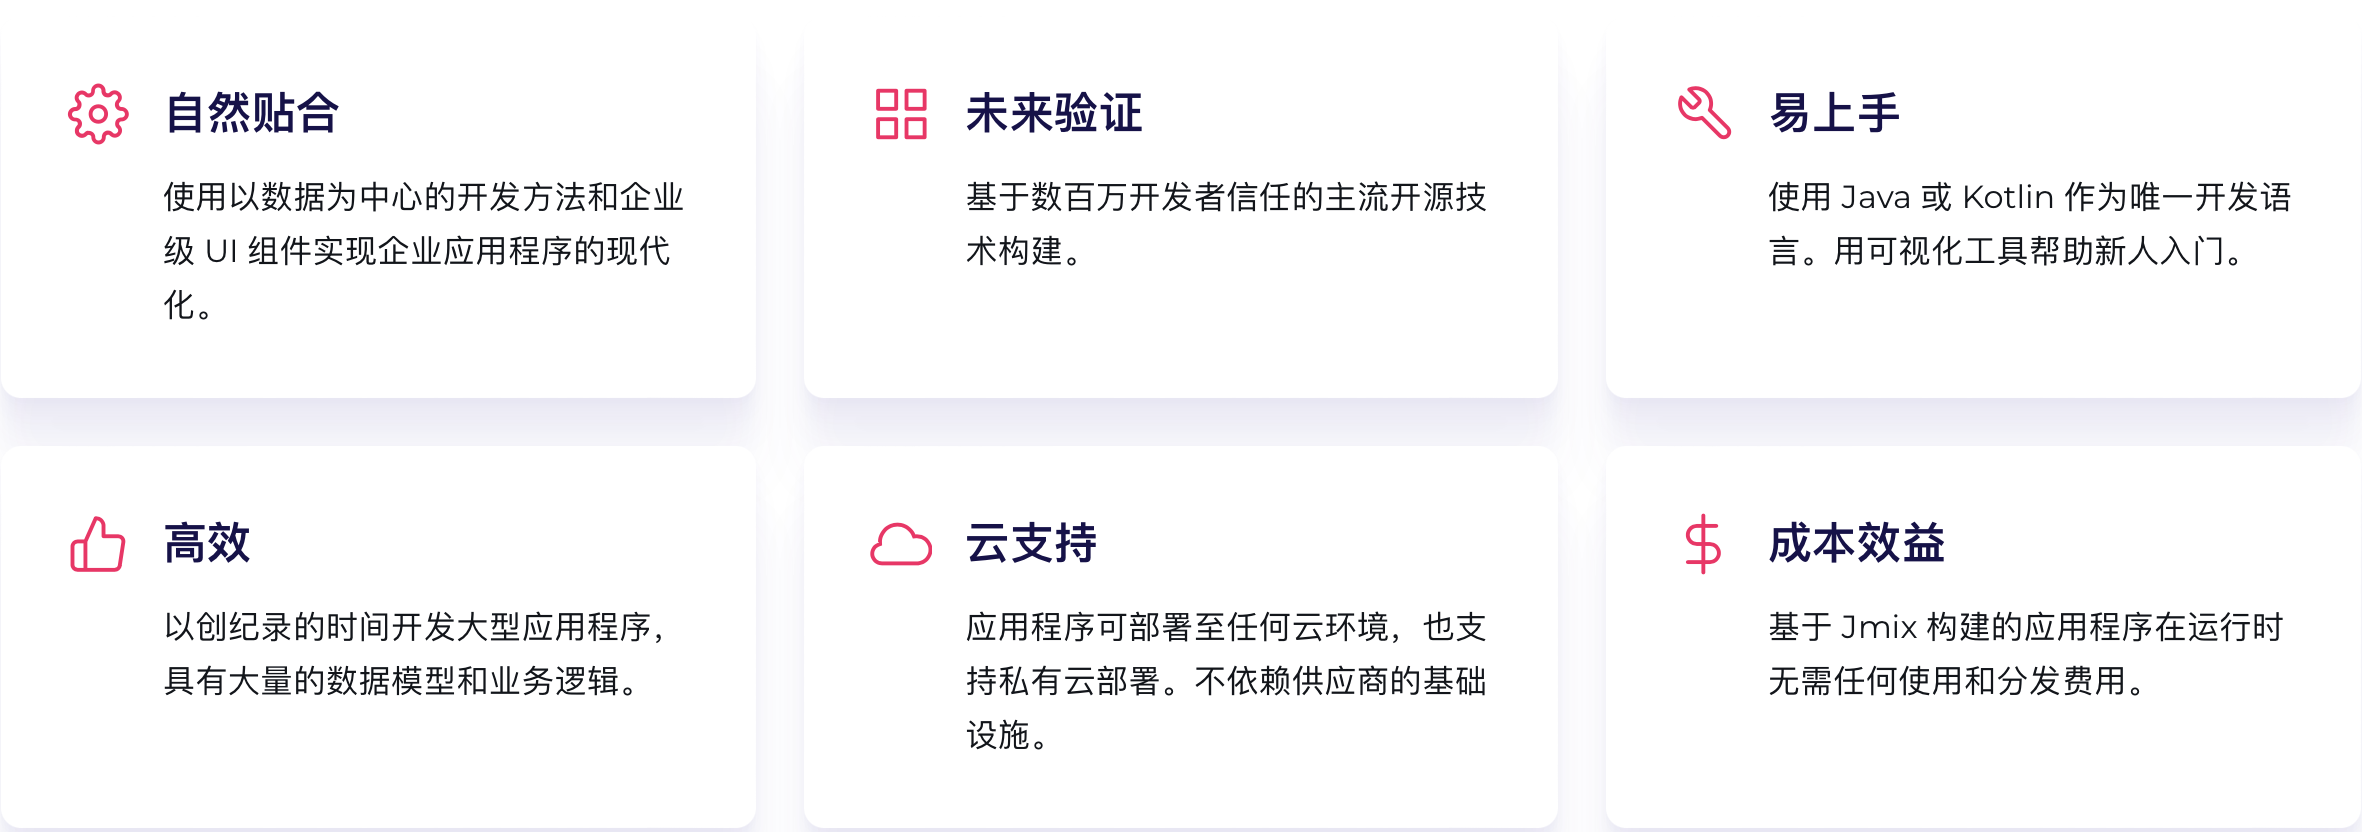 自然贴合
使用以数据为中心的开发方法和企业
级 UI 组件实现企业应用程序的现代
化。
未来验证
基于数百万开发者信任的主流开源技
术构建。
易上手
使用 Java 或 Kotlin 作为唯一开发语
言。用可视化工具帮助新人入门。
高效
以创纪录的时间开发大型应用程序，
具有大量的数据模型和业务逻辑。
云支持
应用程序可部署至任何云环境，也支
持私有云部署。不依赖供应商的基础
设施。
成本效益
基于 Jmix 构建的应用程序在运行时
无需任何使用和分发费用。